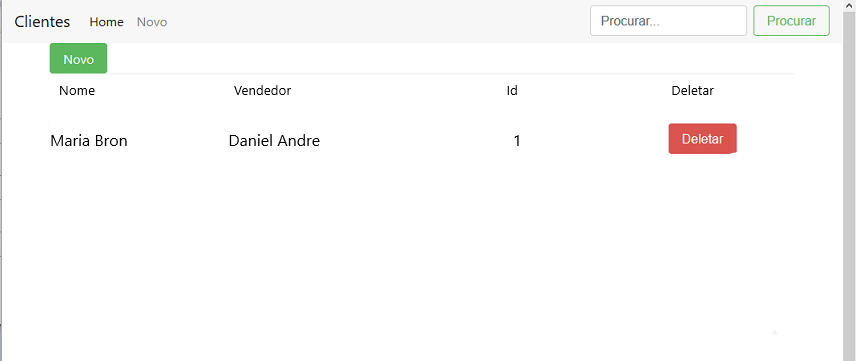 Clientes Home Novo Procurar... Procurar
Novo
Nome Vendedor Id Deletar
Maria Bron Daniel Andre 1 Deletar